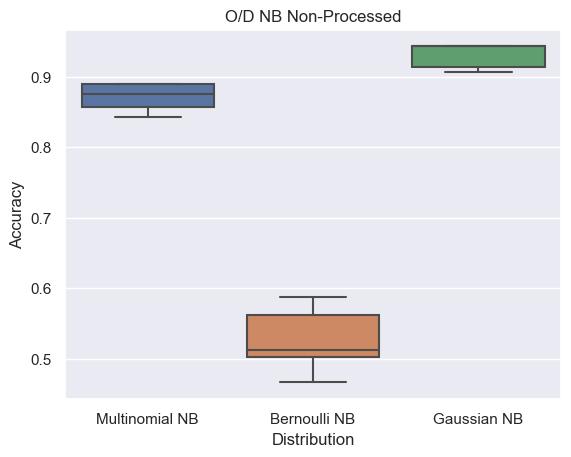 O/D NB Non-Processed
0.9
0.8
0.7
0.6
0.5
Accuracy
Multinomial NB Bernoulli NB Gaussian NB
Distribution